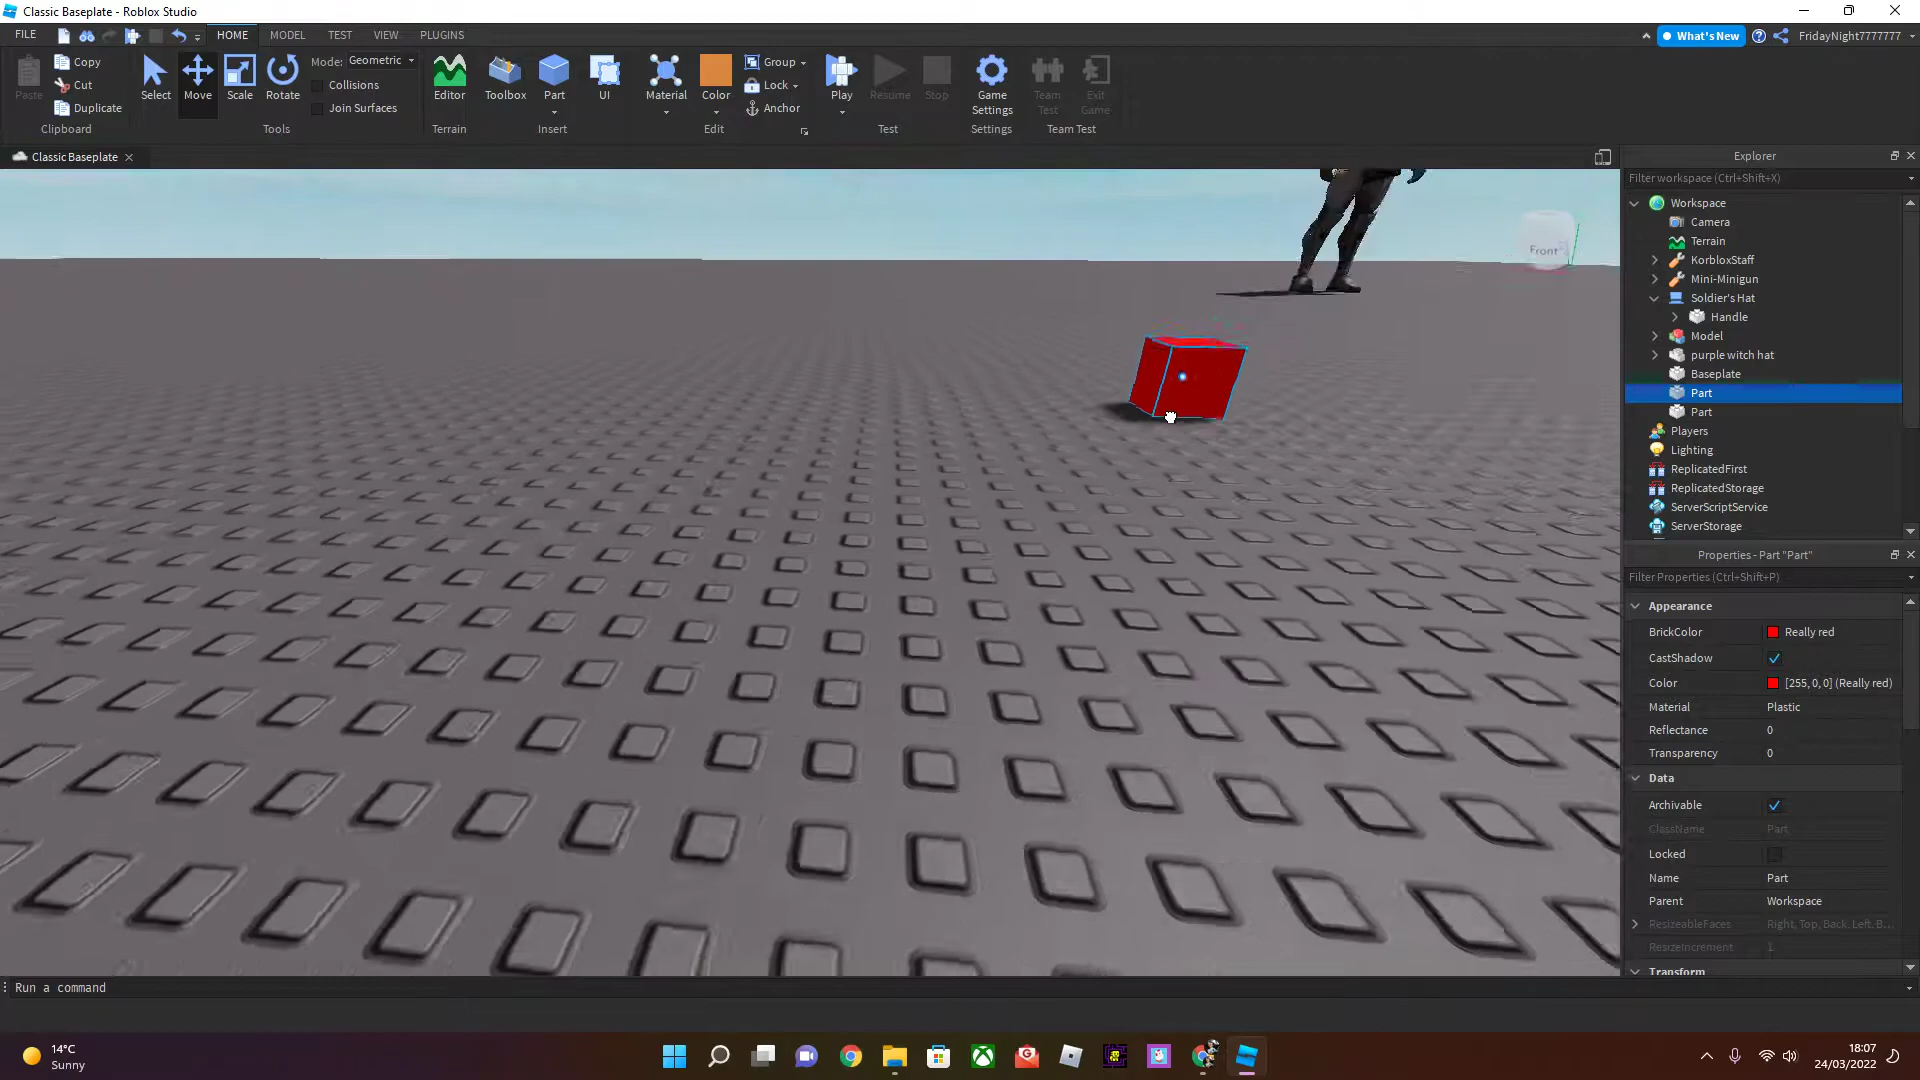 Classic Baseplate - Roblox Studio
FILE HOME MODEL TEST VIEW PLUGINS What's New FridayNight7777777
Paste Copy Cut Duplicate Clipboard
Select Move Scale Rotate Mode: Geometric Collisions Join Surfaces Tools
Editor Terrain
Toolbox Part UI Insert
Material Color Group Lock Anchor Edit
Play Resume Stop Test
Game Settings Settings
Team Test Exit Game Team Test
Classic Baseplate
Front
Explorer
Filter workspace (Ctrl+Shift+X)
Workspace
Camera
Terrain
KorbloxStaff
Mini-Minigun
Soldier's Hat
Handle
Model
purple witch hat
Baseplate
Part
Part
Players
Lighting
ReplicatedFirst
ReplicatedStorage
ServerScriptService
ServerStorage
Properties - Part "Part"
Filter Properties (Ctrl+Shift+P)
Appearance
BrickColor Really red
CastShadow
Color [255, 0, 0] (Really red)
Material Plastic
Reflectance 0
Transparency 0
Data
Archivable
ClassName Part
Locked
Name Part
Parent Workspace
ResizeableFaces Right, Top, Back, Left, B...
ResizeIncrement 1
Transform
Run a command
14°C
Sunny
18:07
24/03/2022